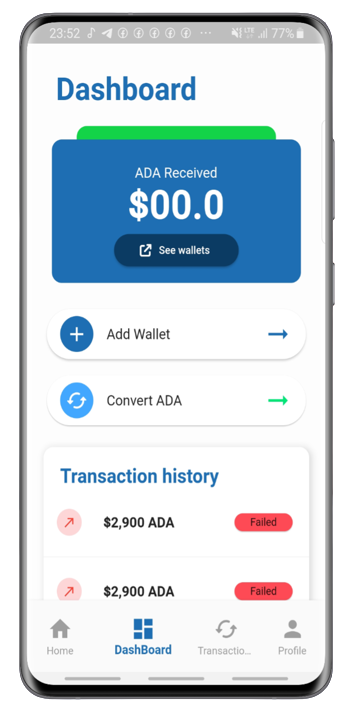 23:52 ... LTE 77%
Dashboard
ADA Received
$00.0
See wallets
Add Wallet
Convert ADA
Transaction history
$2,900 ADA Failed
$2,900 ADA Failed
Home DashBoard Transactio... Profile